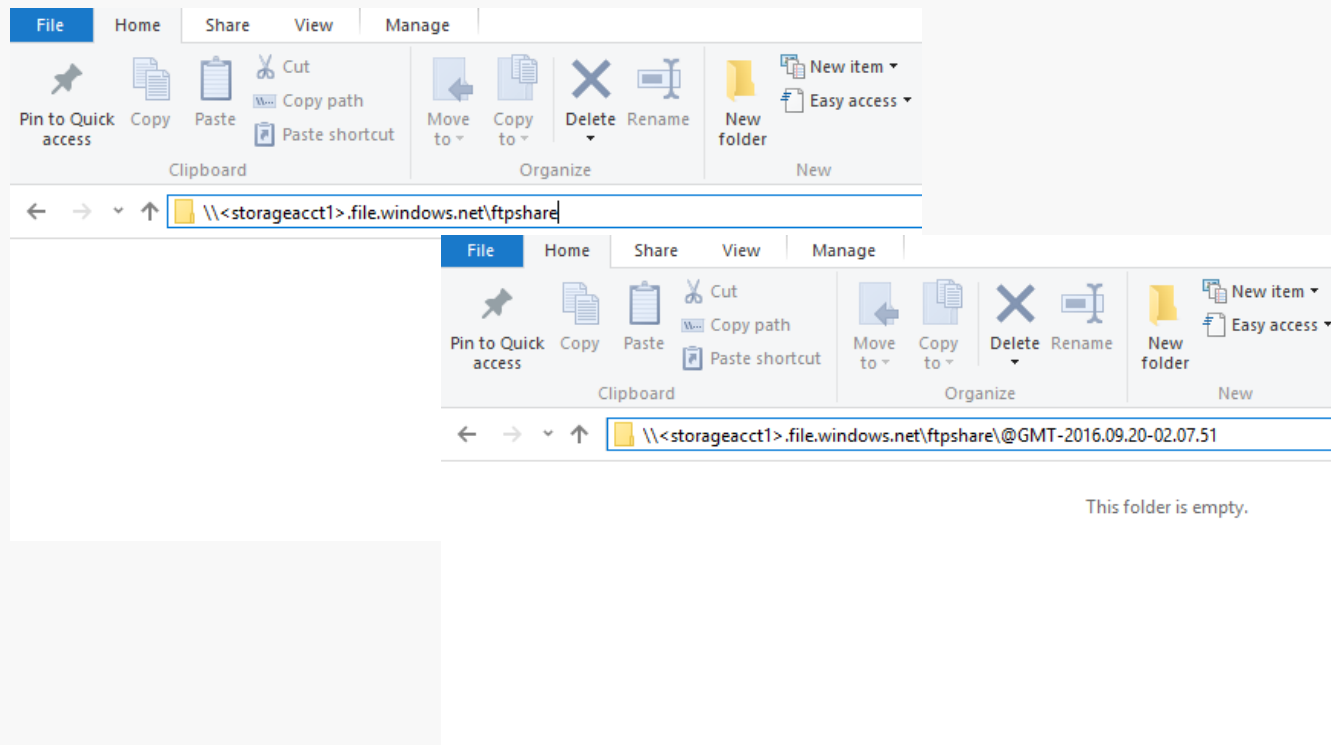 File Home Share View Manage
Cut
Copy path
Paste shortcut
Pin to Quick access
Copy
Paste
Move to
Copy to
Delete
Rename
New folder
New item
Easy access
Clipboard Organize New
\\<storageacct1>.file.windows.net\ftpshare
File Home Share View Manage
Cut
Copy path
Paste shortcut
Pin to Quick access
Copy
Paste
Move to
Copy to
Delete
Rename
New folder
New item
Easy access
Clipboard Organize New
\\<storageacct1>.file.windows.net\ftpshare\@GMT-2016.09.20-02.07.51
This folder is empty.